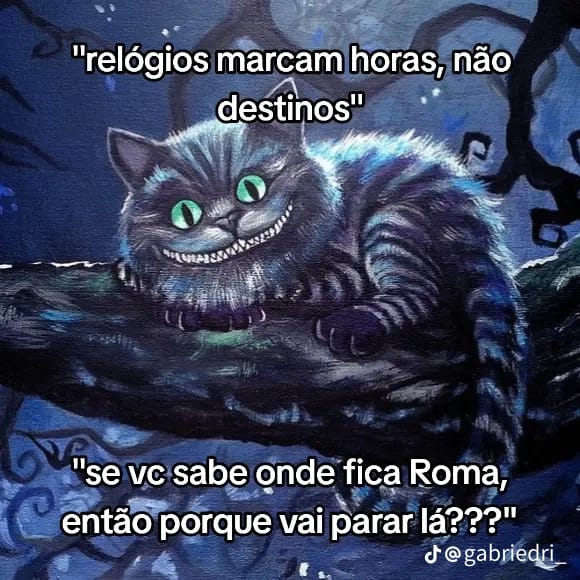 "relógios marcam horas, não
destinos"
"se vc sabe onde fica Roma,
então porque vai parar lá???"
@gabriedri_